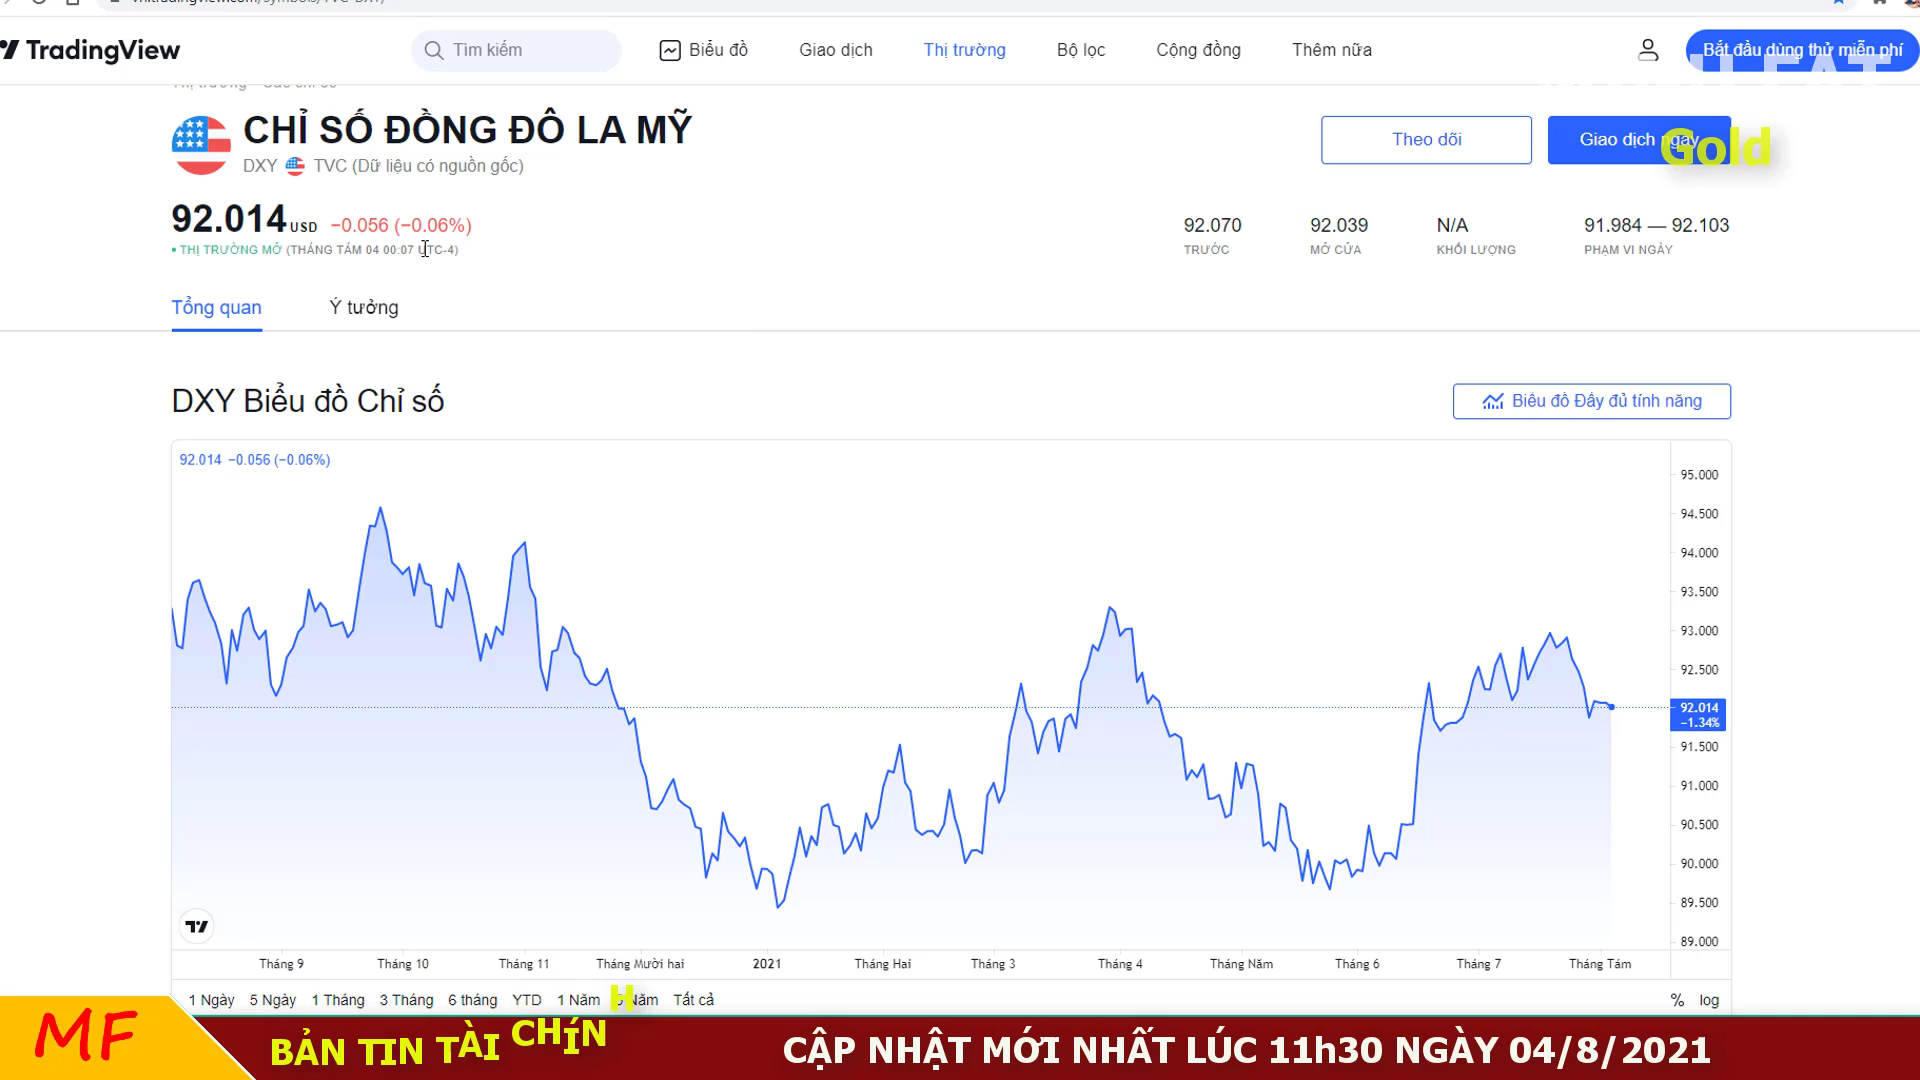 TradingView
Tìm kiếm
Biểu đồ
Giao dịch
Thị trường
Bộ lọc
Cộng đồng
Thêm nữa
Bắt đầu dùng thử miễn phí
CHỈ SỐ ĐỒNG ĐÔ LA MỸ
DXY TVC (Dữ liệu có nguồn gốc)
Theo dõi
Giao dịch ngay
Gold
92.014 USD −0.056 (−0.06%)
THỊ TRƯỜNG MỞ (THÁNG TÁM 04 00:07 UTC-4)
92.070
TRƯỚC
92.039
MỞ CỬA
N/A
KHỐI LƯỢNG
91.984 — 92.103
PHẠM VI NGÀY
Tổng quan
Ý tưởng
DXY Biểu đồ Chỉ số
Biểu đồ Đầy đủ tính năng
92.014 −0.056 (−0.06%)
95.000
94.500
94.000
93.500
93.000
92.500
92.014
−1.34%
91.500
91.000
90.500
90.000
89.500
89.000
Tháng 9
Tháng 10
Tháng 11
Tháng Mười hai
2021
Tháng Hai
Tháng 3
Tháng 4
Tháng Năm
Tháng 6
Tháng 7
Tháng Tám
1 Ngày
5 Ngày
1 Tháng
3 Tháng
6 tháng
YTD
1 Năm
Năm
Tất cả
%
log
MF
BẢN TIN TÀI CHÍNH
CẬP NHẬT MỚI NHẤT LÚC 11h30 NGÀY 04/8/2021